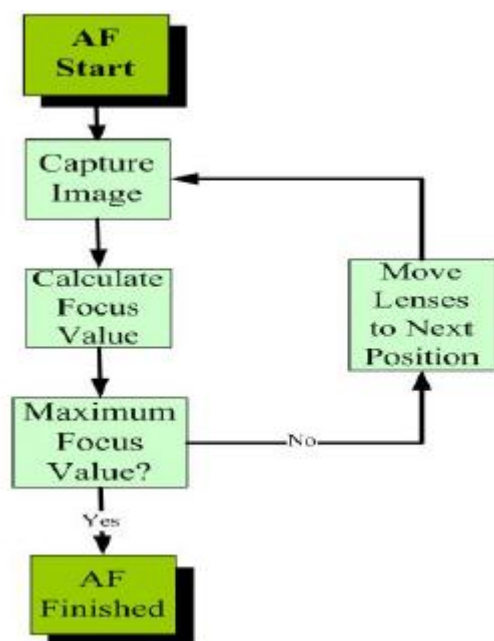 AF
Start
Capture
Image
Calculate
Focus
Value
Move
Lenses
to Next
Position
Maximum
Focus
Value?
No
Yes
AF
Finished